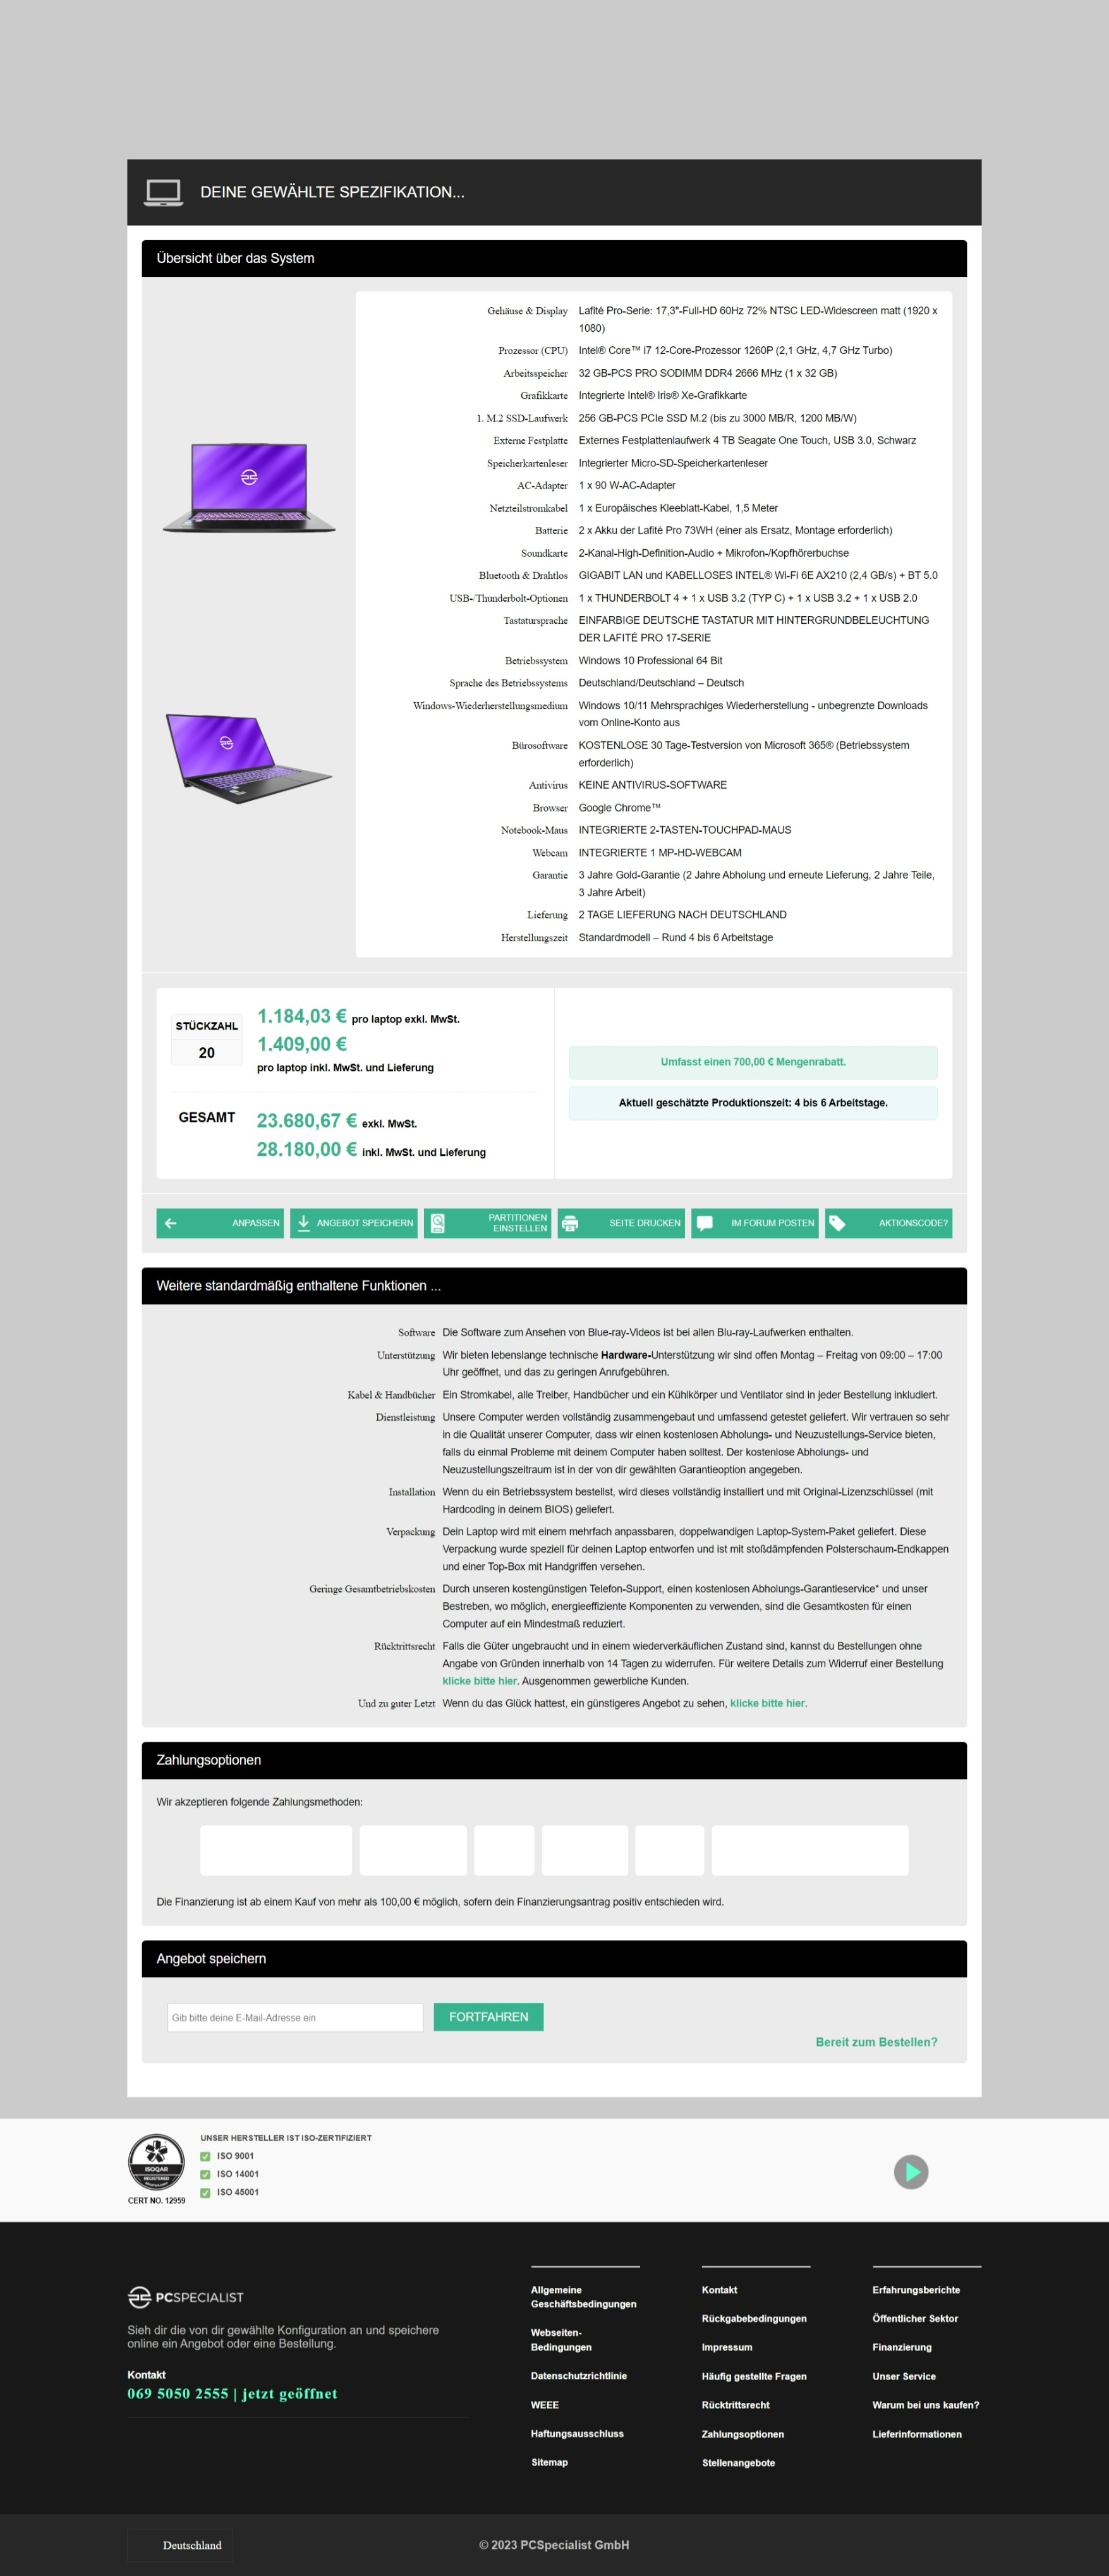 DEINE GEWÄHLTE SPEZIFIKATION...
Übersicht über das System
Gehäuse & Display Lafité Pro-Serie: 17,3"-Full-HD 60Hz 72% NTSC LED-Widescreen matt (1920 x
1080)
Prozessor (CPU) Intel® Core™ i7 12-Core-Prozessor 1260P (2,1 GHz, 4,7 GHz Turbo)
Arbeitsspeicher 32 GB-PCS PRO SODIMM DDR4 2666 MHz (1 x 32 GB)
Grafikkarte Integrierte Intel® Iris® Xe-Grafikkarte
1. M.2 SSD-Laufwerk 256 GB-PCS PCIe SSD M.2 (bis zu 3000 MB/R, 1200 MB/W)
Externe Festplatte Externes Festplattenlaufwerk 4 TB Seagate One Touch, USB 3.0, Schwarz
Speicherkartenleser Integrierter Micro-SD-Speicherkartenleser
AC-Adapter 1 x 90 W-AC-Adapter
Netzteilstromkabel 1 x Europäisches Kleeblatt-Kabel, 1,5 Meter
Batterie 2 x Akku der Lafité Pro 73WH (einer als Ersatz, Montage erforderlich)
Soundkarte 2-Kanal-High-Definition-Audio + Mikrofon-/Kopfhörerbuchse
Bluetooth & Drahtlos GIGABIT LAN und KABELLOSES INTEL® Wi-Fi 6E AX210 (2,4 GB/s) + BT 5.0
USB-/Thunderbolt-Optionen 1 x THUNDERBOLT 4 + 1 x USB 3.2 (TYP C) + 1 x USB 3.2 + 1 x USB 2.0
Tastatursprache EINFARBIGE DEUTSCHE TASTATUR MIT HINTERGRUNDBELEUCHTUNG
DER LAFITÉ PRO 17-SERIE
Betriebssystem Windows 10 Professional 64 Bit
Sprache des Betriebssystems Deutschland/Deutschland – Deutsch
Windows-Wiederherstellungsmedium Windows 10/11 Mehrsprachiges Wiederherstellung - unbegrenzte Downloads
vom Online-Konto aus
Bürosoftware KOSTENLOSE 30 Tage-Testversion von Microsoft 365® (Betriebssystem
erforderlich)
Antivirus KEINE ANTIVIRUS-SOFTWARE
Browser Google Chrome™
Notebook-Maus INTEGRIERTE 2-TASTEN-TOUCHPAD-MAUS
Webcam INTEGRIERTE 1 MP-HD-WEBCAM
Garantie 3 Jahre Gold-Garantie (2 Jahre Abholung und erneute Lieferung, 2 Jahre Teile,
3 Jahre Arbeit)
Lieferung 2 TAGE LIEFERUNG NACH DEUTSCHLAND
Herstellungszeit Standardmodell – Rund 4 bis 6 Arbeitstage
STÜCKZAHL
20
1.184,03 € pro laptop exkl. MwSt.
1.409,00 €
pro laptop inkl. MwSt. und Lieferung
GESAMT
23.680,67 € exkl. MwSt.
28.180,00 € inkl. MwSt. und Lieferung
Umfasst einen 700,00 € Mengenrabatt.
Aktuell geschätzte Produktionszeit: 4 bis 6 Arbeitstage.
ANPASSEN
ANGEBOT SPEICHERN
PARTITIONEN
EINSTELLEN
SEITE DRUCKEN
IM FORUM POSTEN
AKTIONSCODE?
Weitere standardmäßig enthaltene Funktionen ...
Software Die Software zum Ansehen von Blue-ray-Videos ist bei allen Blu-ray-Laufwerken enthalten.
Unterstützung Wir bieten lebenslange technische Hardware-Unterstützung wir sind offen Montag – Freitag von 09:00 – 17:00
Uhr geöffnet, und das zu geringen Anrufgebühren.
Kabel & Handbücher Ein Stromkabel, alle Treiber, Handbücher und ein Kühlkörper und Ventilator sind in jeder Bestellung inkludiert.
Dienstleistung Unsere Computer werden vollständig zusammengebaut und umfassend getestet geliefert. Wir vertrauen so sehr
in die Qualität unserer Computer, dass wir einen kostenlosen Abholungs- und Neuzustellungs-Service bieten,
falls du einmal Probleme mit deinem Computer haben solltest. Der kostenlose Abholungs- und
Neuzustellungszeitraum ist in der von dir gewählten Garantieoption angegeben.
Installation Wenn du ein Betriebssystem bestellst, wird dieses vollständig installiert und mit Original-Lizenzschlüssel (mit
Hardcoding in deinem BIOS) geliefert.
Verpackung Dein Laptop wird mit einem mehrfach anpassbaren, doppelwandigen Laptop-System-Paket geliefert. Diese
Verpackung wurde speziell für deinen Laptop entworfen und ist mit stoßdämpfenden Polsterschaum-Endkappen
und einer Top-Box mit Handgriffen versehen.
Geringe Gesamtbetriebskosten Durch unseren kostengünstigen Telefon-Support, einen kostenlosen Abholungs-Garantieservice* und unser
Bestreben, wo möglich, energieeffiziente Komponenten zu verwenden, sind die Gesamtkosten für einen
Computer auf ein Mindestmaß reduziert.
Rücktrittsrecht Falls die Güter ungebraucht und in einem wiederverkäuflichen Zustand sind, kannst du Bestellungen ohne
Angabe von Gründen innerhalb von 14 Tagen zu widerrufen. Für weitere Details zum Widerruf einer Bestellung
klicke bitte hier. Ausgenommen gewerbliche Kunden.
Und zu guter Letzt Wenn du das Glück hattest, ein günstigeres Angebot zu sehen, klicke bitte hier.
Zahlungsoptionen
Wir akzeptieren folgende Zahlungsmethoden:
Die Finanzierung ist ab einem Kauf von mehr als 100,00 € möglich, sofern dein Finanzierungsantrag positiv entschieden wird.
Angebot speichern
Gib bitte deine E-Mail-Adresse ein
FORTFAHREN
Bereit zum Bestellen?
ISOQAR
REGISTERED
CERT NO. 12959
UNSER HERSTELLER IST ISO-ZERTIFIZIERT
ISO 9001
ISO 14001
ISO 45001
PCSPECIALIST
Sieh dir die von dir gewählte Konfiguration an und speichere
online ein Angebot oder eine Bestellung.
Kontakt
069 5050 2555 | jetzt geöffnet
Allgemeine
Geschäftsbedingungen
Webseiten-
Bedingungen
Datenschutzrichtlinie
WEEE
Haftungsausschluss
Sitemap
Kontakt
Rückgabebedingungen
Impressum
Häufig gestellte Fragen
Rücktrittsrecht
Zahlungsoptionen
Stellenangebote
Erfahrungsberichte
Öffentlicher Sektor
Finanzierung
Unser Service
Warum bei uns kaufen?
Lieferinformationen
Deutschland
© 2023 PCSpecialist GmbH